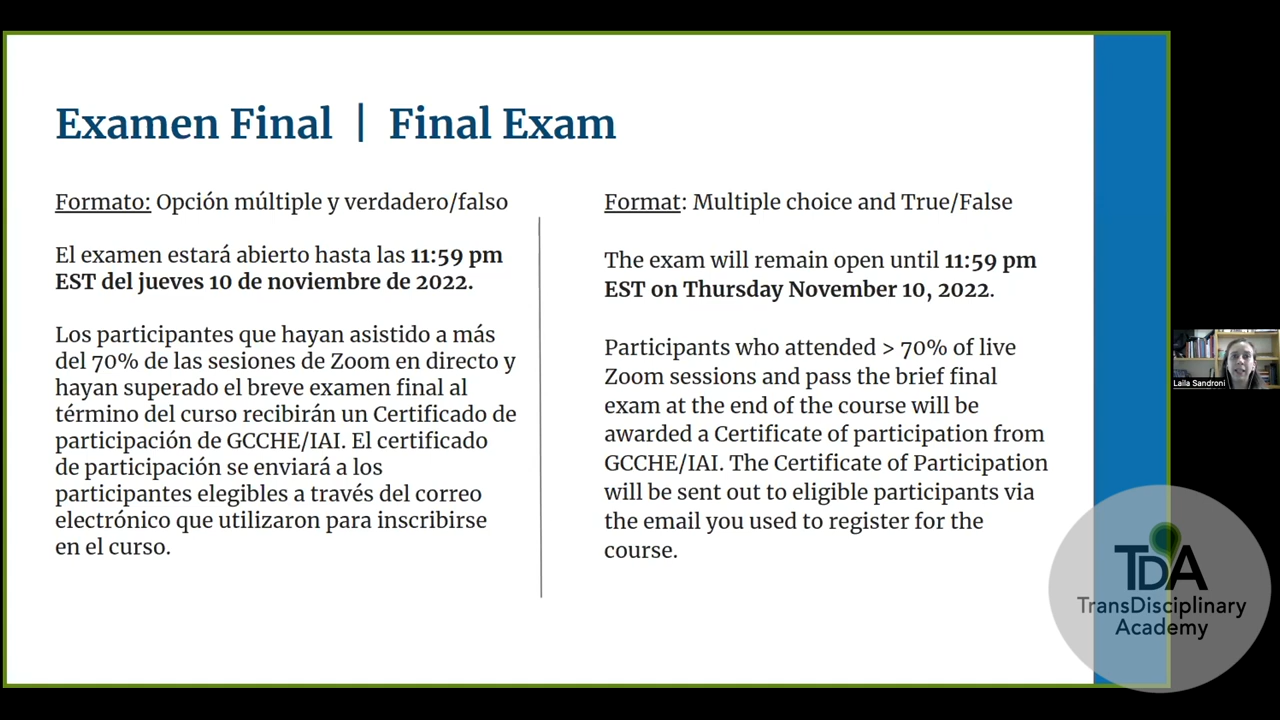 Examen Final | Final Exam
Formato: Opción múltiple y verdadero/falso
El examen estará abierto hasta las 11:59 pm
EST del jueves 10 de noviembre de 2022.
Los participantes que hayan asistido a más
del 70% de las sesiones de Zoom en directo y
hayan superado el breve examen final al
término del curso recibirán un Certificado de
participación de GCCHE/IAI. El certificado
de participación se enviará a los
participantes elegibles a través del correo
electrónico que utilizaron para inscribirse
en el curso.
Format: Multiple choice and True/False
The exam will remain open until 11:59 pm
EST on Thursday November 10, 2022.
Participants who attended > 70% of live
Zoom sessions and pass the brief final
exam at the end of the course will be
awarded a Certificate of participation from
GCCHE/IAI. The Certificate of Participation
will be sent out to eligible participants via
the email you used to register for the
course.
Laila Sandroni
TDA
TransDisciplinary
Academy